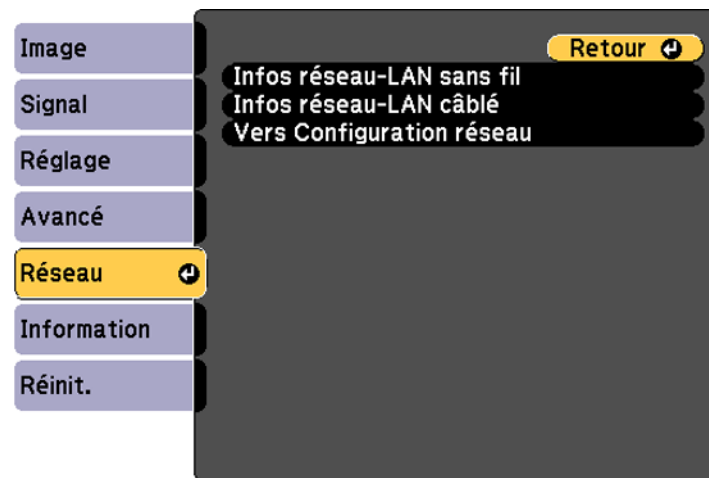 Image
Signal
Réglage
Avancé
Réseau
Information
Réinit.
Retour
Infos réseau-LAN sans fil
Infos réseau-LAN câblé
Vers Configuration réseau